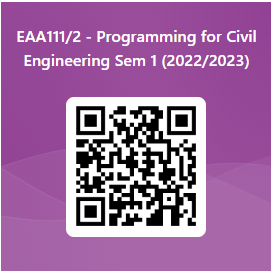 EAA111/2 - Programming for Civil
Engineering Sem 1 (2022/2023)